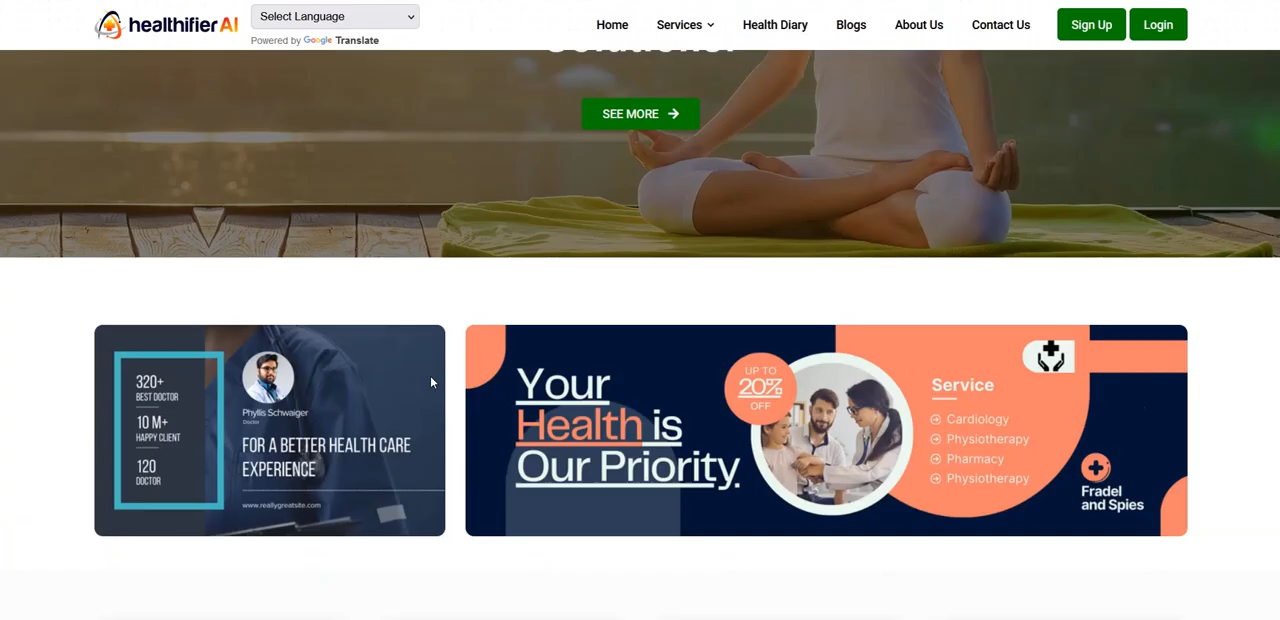 healthifier AI
Select Language
Powered by Google Translate
Home
Services
Health Diary
Blogs
About Us
Contact Us
Sign Up
Login
SEE MORE
320+
BEST DOCTOR
10 M+
HAPPY CLIENT
120
DOCTOR
Phyllis Schwaiger
Doctor
FOR A BETTER HEALTH CARE
EXPERIENCE
www.reallygreatsite.com
Your
Health is
Our Priority.
UP TO
20%
OFF
Service
Cardiology
Physiotherapy
Pharmacy
Physiotherapy
Fradel
and Spies